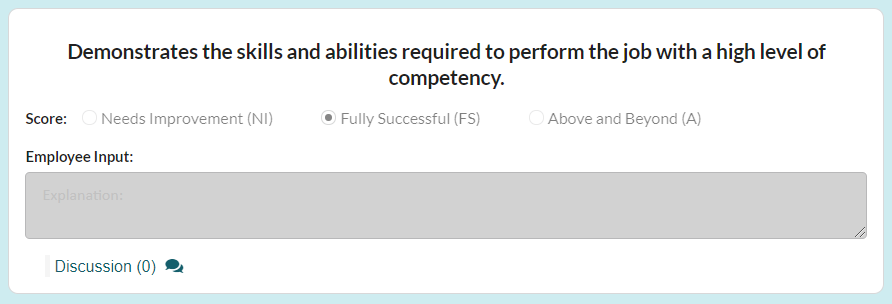 Demonstrates the skills and abilities required to perform the job with a high level of
competency.
Score: Needs Improvement (NI) Fully Successful (FS) Above and Beyond (A)
Employee Input:
Explanation:
Discussion (0)